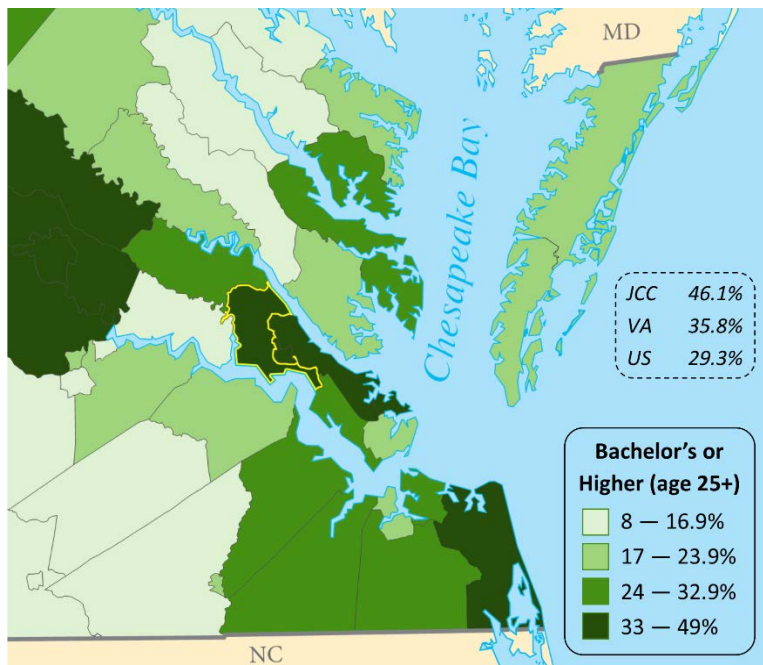 MD
Chesapeake Bay
JCC 46.1%
VA 35.8%
US 29.3%
Bachelor's or
Higher (age 25+)
8 — 16.9%
17 — 23.9%
24 — 32.9%
33 — 49%
NC